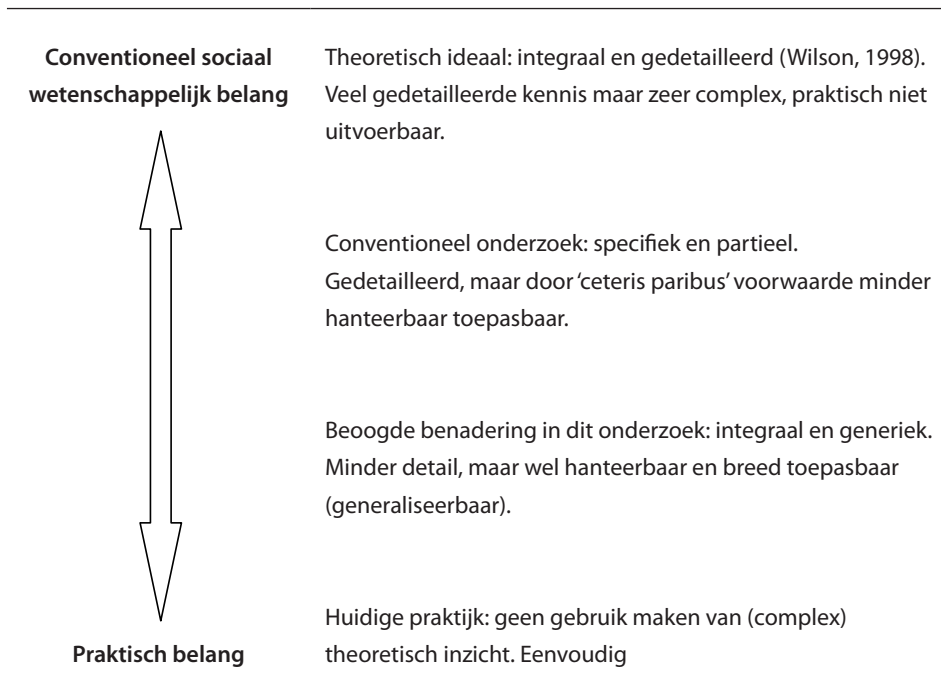 Conventioneel sociaal
wetenschappelijk belang
Theoretisch ideaal: integraal en gedetailleerd (Wilson, 1998).
Veel gedetailleerde kennis maar zeer complex, praktisch niet
uitvoerbaar.
Conventioneel onderzoek: specifiek en partieel.
Gedetailleerd, maar door ‘ceteris paribus’ voorwaarde minder
hanteerbaar toepasbaar.
Beoogde benadering in dit onderzoek: integraal en generiek.
Minder detail, maar wel hanteerbaar en breed toepasbaar
(generaliseerbaar).
Huidige praktijk: geen gebruik maken van (complex)
theoretisch inzicht. Eenvoudig
Praktisch belang